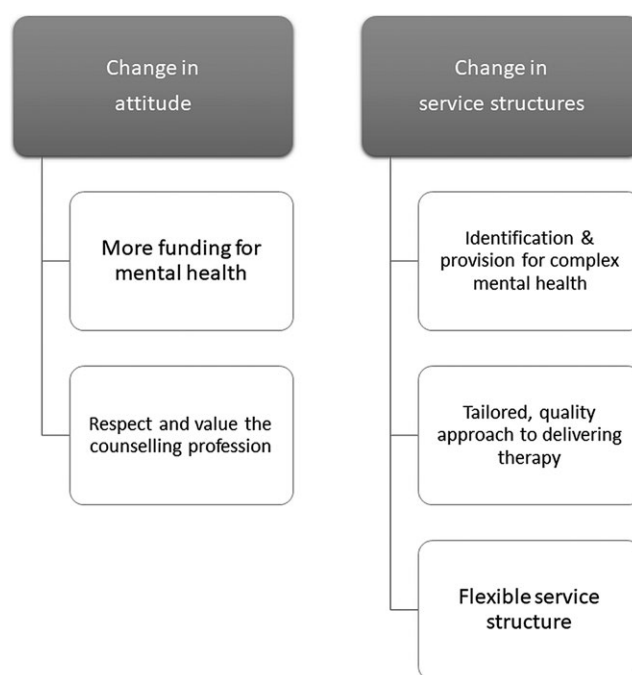 Change in
attitude
More funding for
mental health
Respect and value the
counselling profession
Change in
service structures
Identification &
provision for complex
mental health
Tailored, quality
approach to delivering
therapy
Flexible service
structure